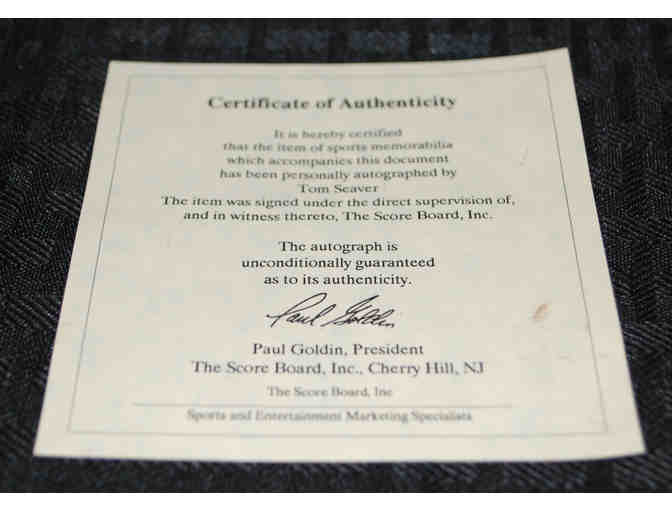 Certificate of Authenticity
It is hereby certified
that the item of sports memorabilia
which accompanies this document
has been personally autographed by
Tom Seaver
The item was signed under the direct supervision of,
and in witness thereto, The Score Board, Inc.
The autograph is
unconditionally guaranteed
as to its authenticity.
Paul Goldin
Paul Goldin, President
The Score Board, Inc., Cherry Hill, NJ
The Score Board, Inc
Sports and Entertainment Marketing Specialists